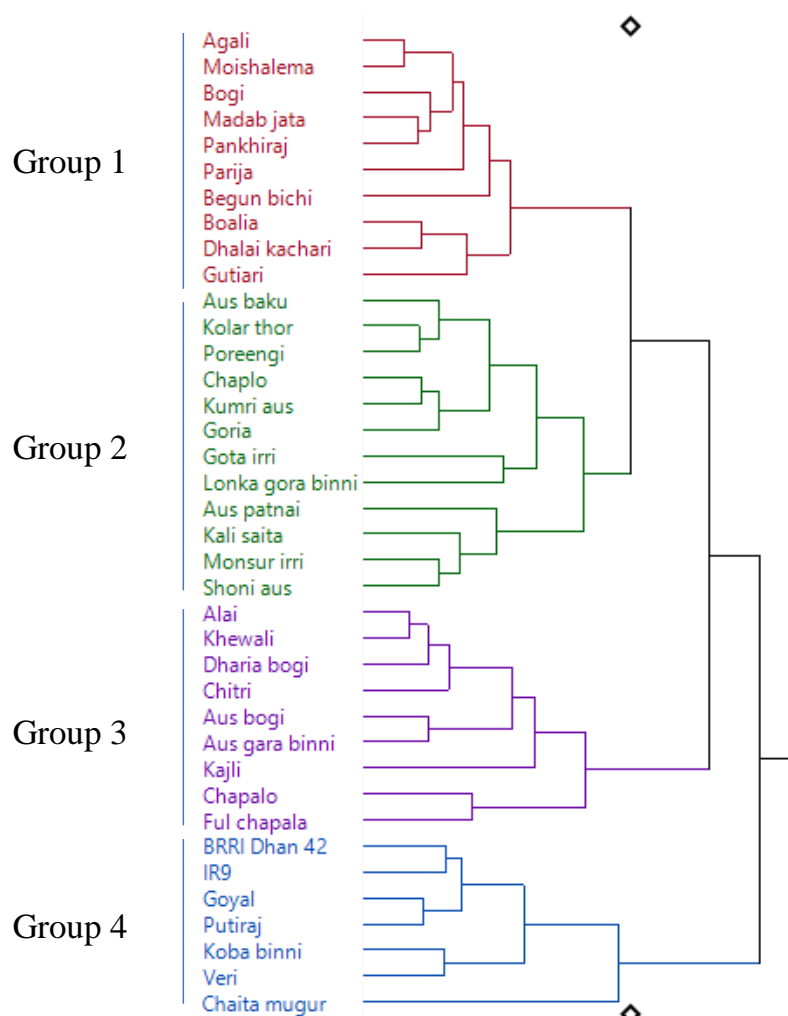 Group 1
Agali
Moishalema
Bogi
Madab jata
Pankhiraj
Parija
Begun bichi
Boalia
Dhalai kachari
Gutiari
Group 2
Aus baku
Kolar thor
Poreengi
Chaplo
Kumri aus
Goria
Gota irri
Lonka gora binni
Aus patnai
Kali saita
Monsur irri
Shoni aus
Group 3
Alai
Khewali
Dharia bogi
Chitri
Aus bogi
Aus gara binni
Kajli
Chapalo
Ful chapala
Group 4
BRRI Dhan 42
IR9
Goyal
Putiraj
Koba binni
Veri
Chaita mugur